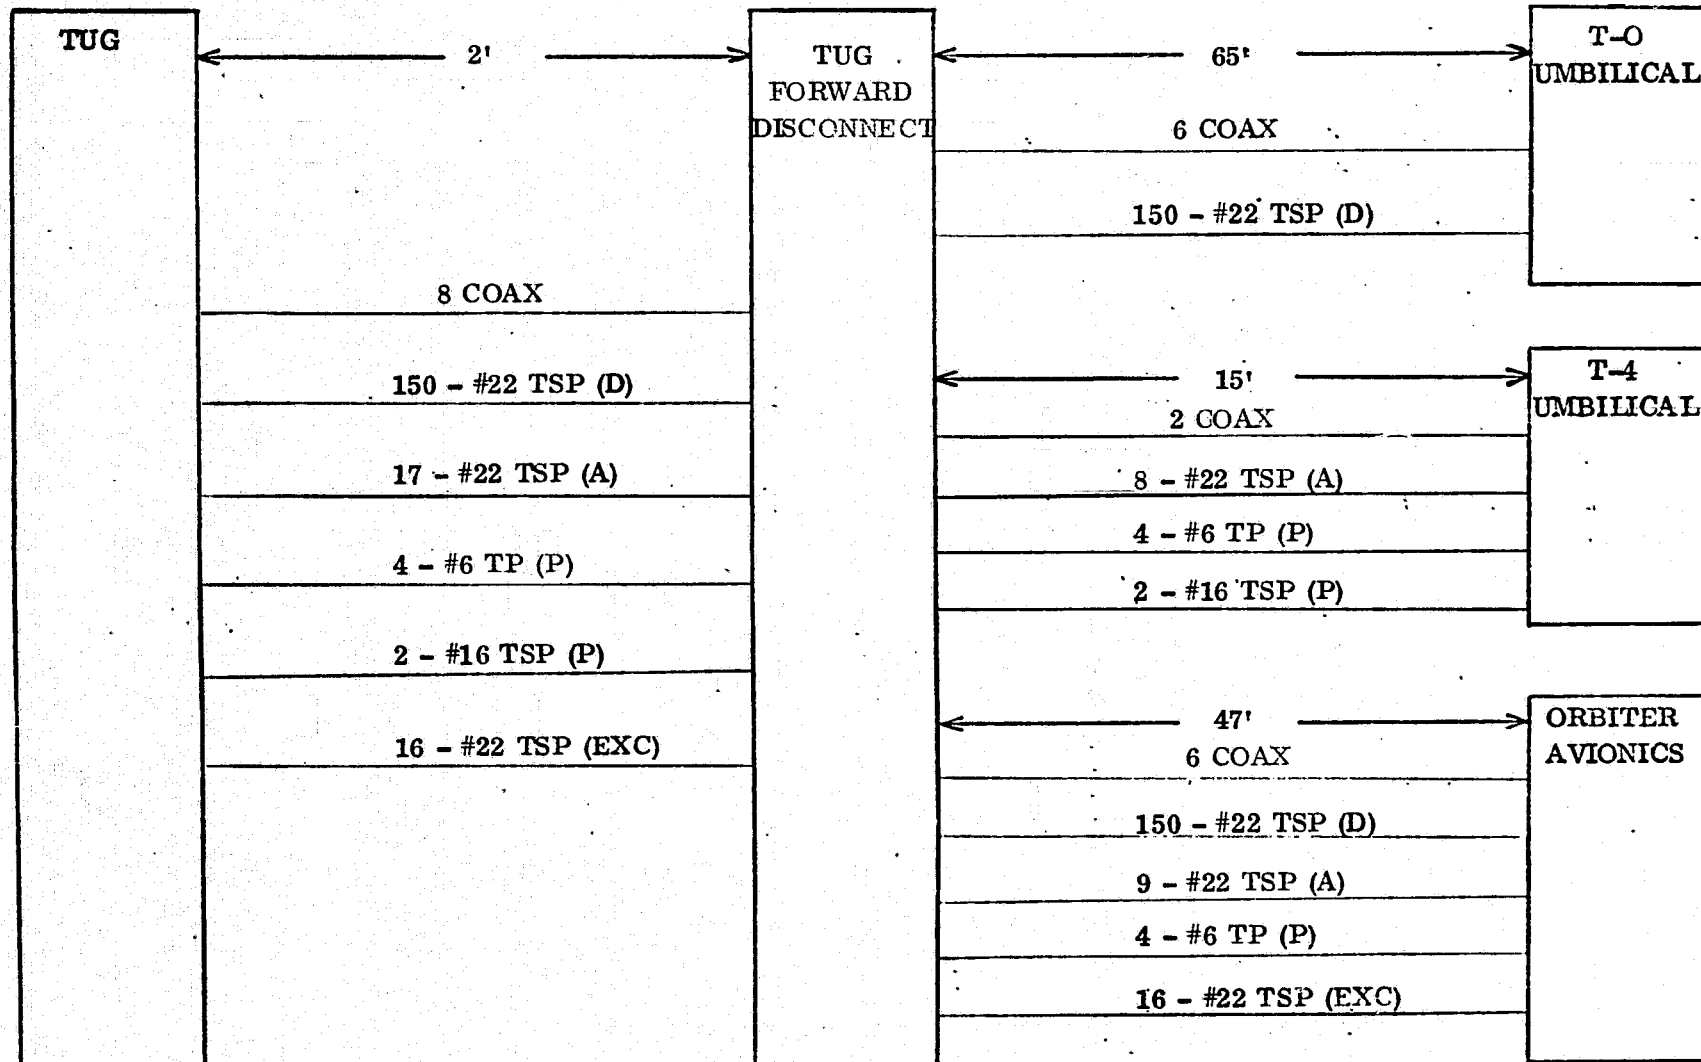 TUG
2'
TUG
FORWARD
DISCONNECT
65'
T-O
UMBILICAL
6 COAX
150 - #22 TSP (D)
8 COAX
150 - #22 TSP (D)
17 - #22 TSP (A)
4 - #6 TP (P)
2 - #16 TSP (P)
16 - #22 TSP (EXC)
15'
T-4
UMBILICAL
2 COAX
8 - #22 TSP (A)
4 - #6 TP (P)
2 - #16 TSP (P)
47'
ORBITER
AVIONICS
6 COAX
150 - #22 TSP (D)
9 - #22 TSP (A)
4 - #6 TP (P)
16 - #22 TSP (EXC)